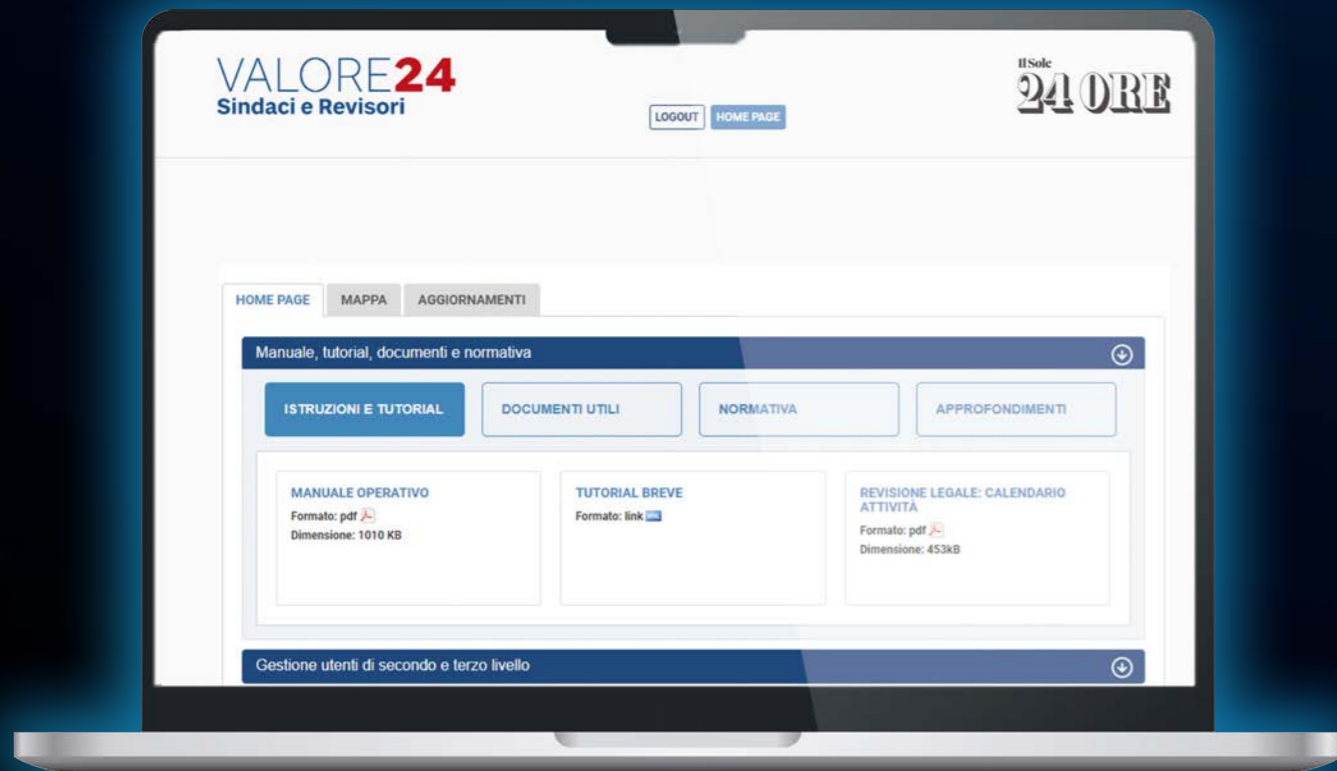 VALORE24
Sindaci e Revisori
LOGOUT HOME PAGE
Il Sole
24 ORE
HOME PAGE MAPPA AGGIORNAMENTI
Manuale, tutorial, documenti e normativa
ISTRUZIONI E TUTORIAL DOCUMENTI UTILI NORMATIVA APPROFONDIMENTI
MANUALE OPERATIVO
Formato: pdf
Dimensione: 1010 KB
TUTORIAL BREVE
Formato: link
REVISIONE LEGALE: CALENDARIO
ATTIVITÀ
Formato: pdf
Dimensione: 453kB
Gestione utenti di secondo e terzo livello